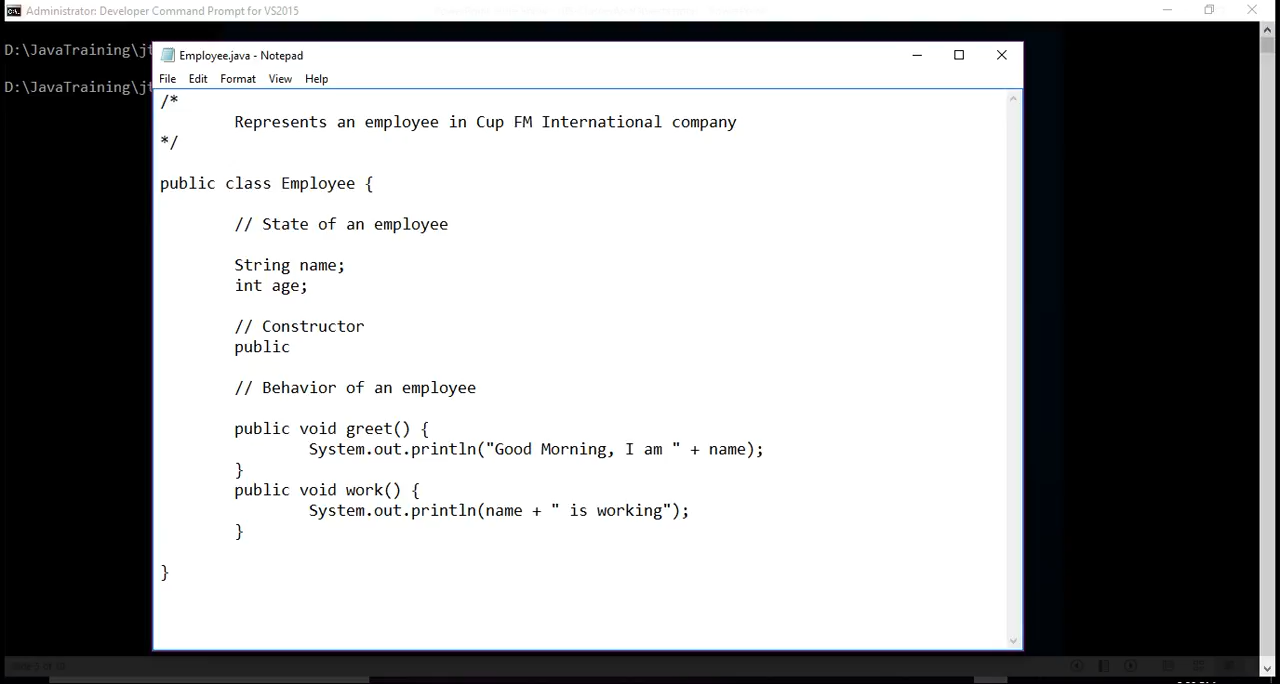 Administrator: Developer Command Prompt for VS2015
D:\JavaTraining\jt
D:\JavaTraining\jt
Employee.java - Notepad
File Edit Format View Help
/*
Represents an employee in Cup FM International company
*/
public class Employee {
// State of an employee
String name;
int age;
// Constructor
public
// Behavior of an employee
public void greet() {
System.out.println("Good Morning, I am " + name);
}
public void work() {
System.out.println(name + " is working");
}
}